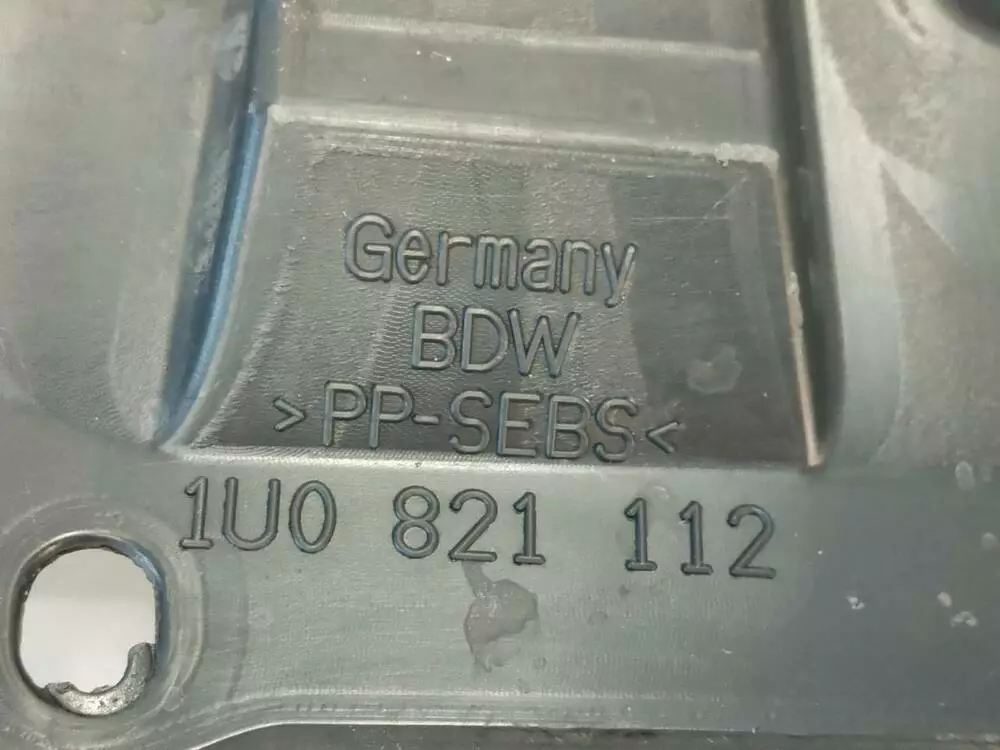 Germany
BDW
>PP-SEBS<
1U0 821 112